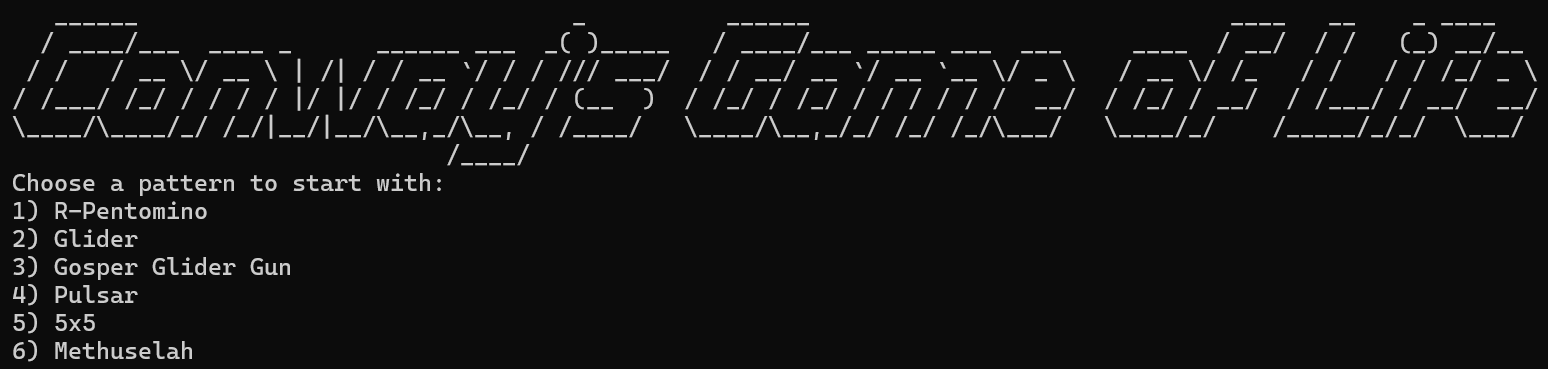 Conway's Game of Life
Choose a pattern to start with:
1) R-Pentomino
2) Glider
3) Gosper Glider Gun
4) Pulsar
5) 5x5
6) Methuselah